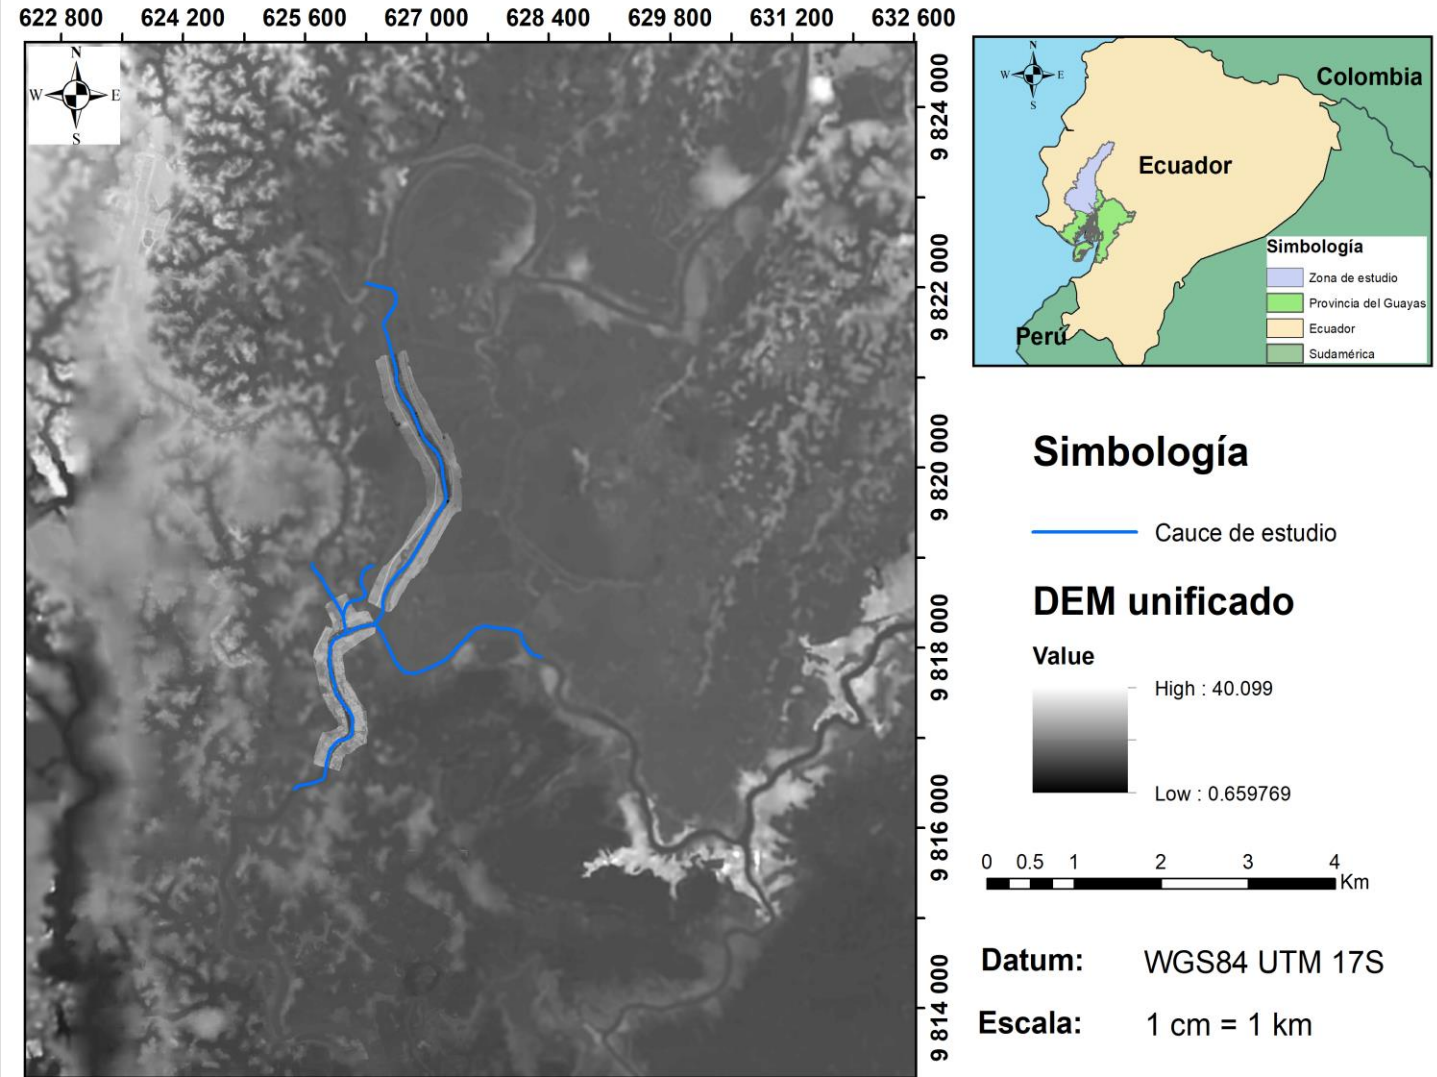 622 800 624 200 625 600 627 000 628 400 629 800 631 200 632 600
N
W E
S
9 824 000
9 822 000
9 820 000
9 818 000
9 816 000
9 814 000
N
W E
S
Colombia
Ecuador
Perú
Simbología
Zona de estudio
Provincia del Guayas
Ecuador
Sudamérica
Simbología
Cauce de estudio
DEM unificado
Value
High : 40.099
Low : 0.659769
0 0.5 1 2 3 4
Km
Datum: WGS84 UTM 17S
Escala: 1 cm = 1 km